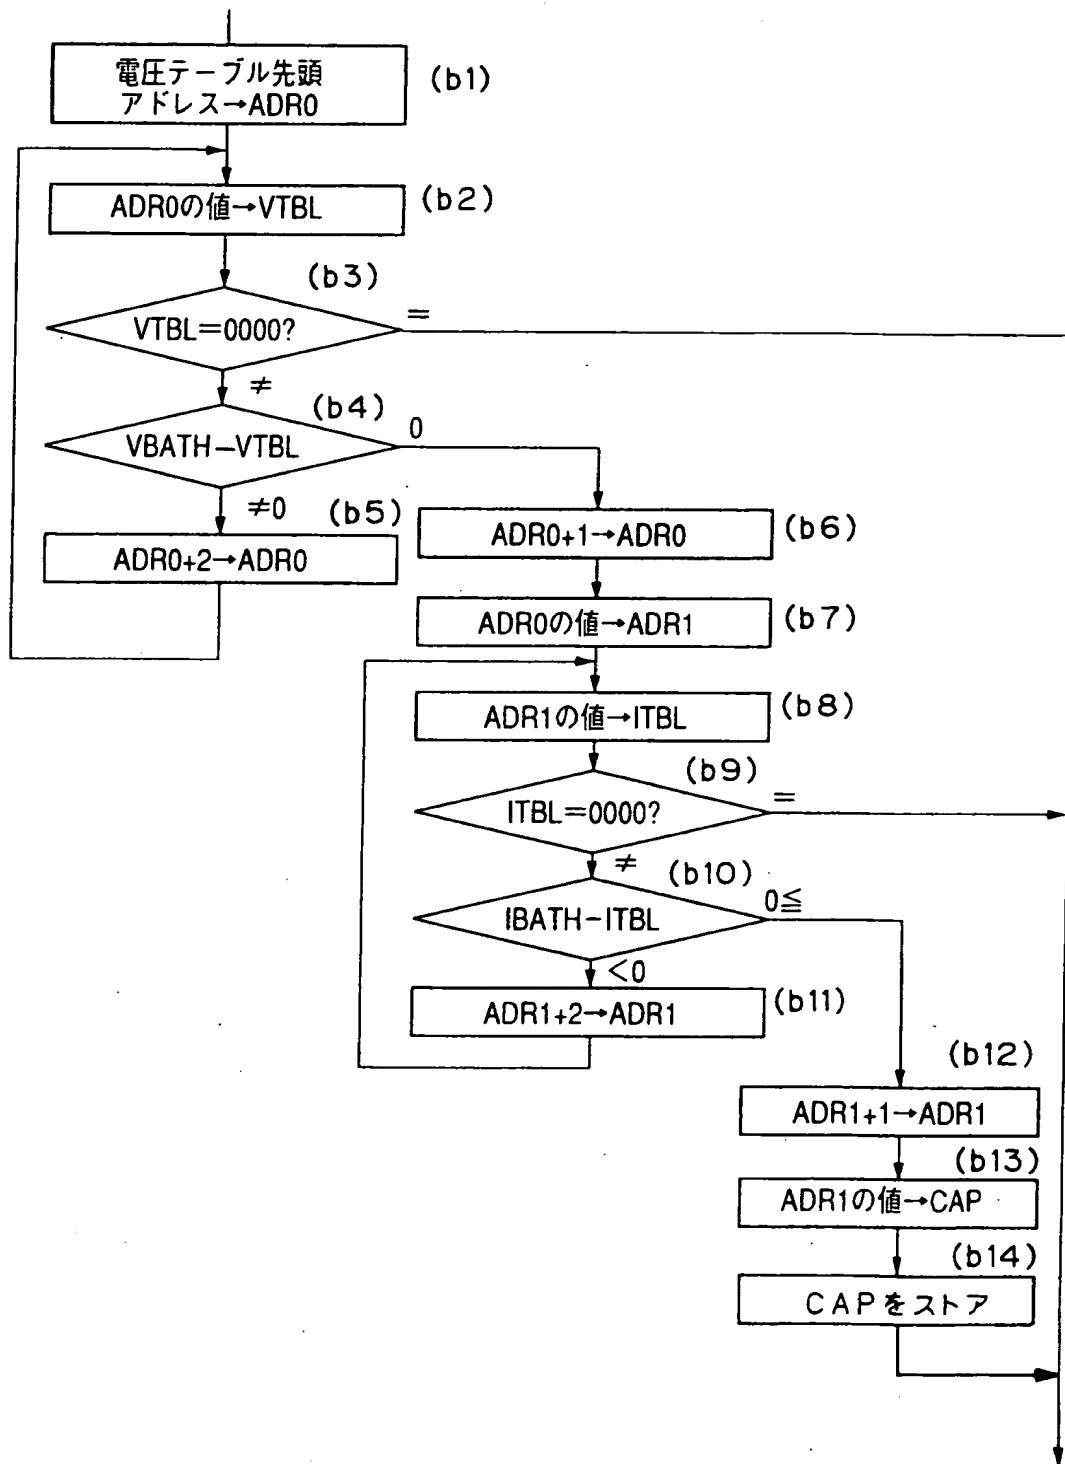 電圧テーブル先頭
アドレス→ADR0
(b1)
ADR0の値→VTBL
(b2)
(b3)
VTBL=0000?
=
≠
(b4)
VBATH−VTBL
0
≠0
(b5)
ADR0+2→ADR0
ADR0+1→ADR0
(b6)
ADR0の値→ADR1
(b7)
ADR1の値→ITBL
(b8)
(b9)
ITBL=0000?
=
≠
(b10)
IBATH−ITBL
0≦
<0
ADR1+2→ADR1
(b11)
(b12)
ADR1+1→ADR1
(b13)
ADR1の値→CAP
(b14)
CAPをストア